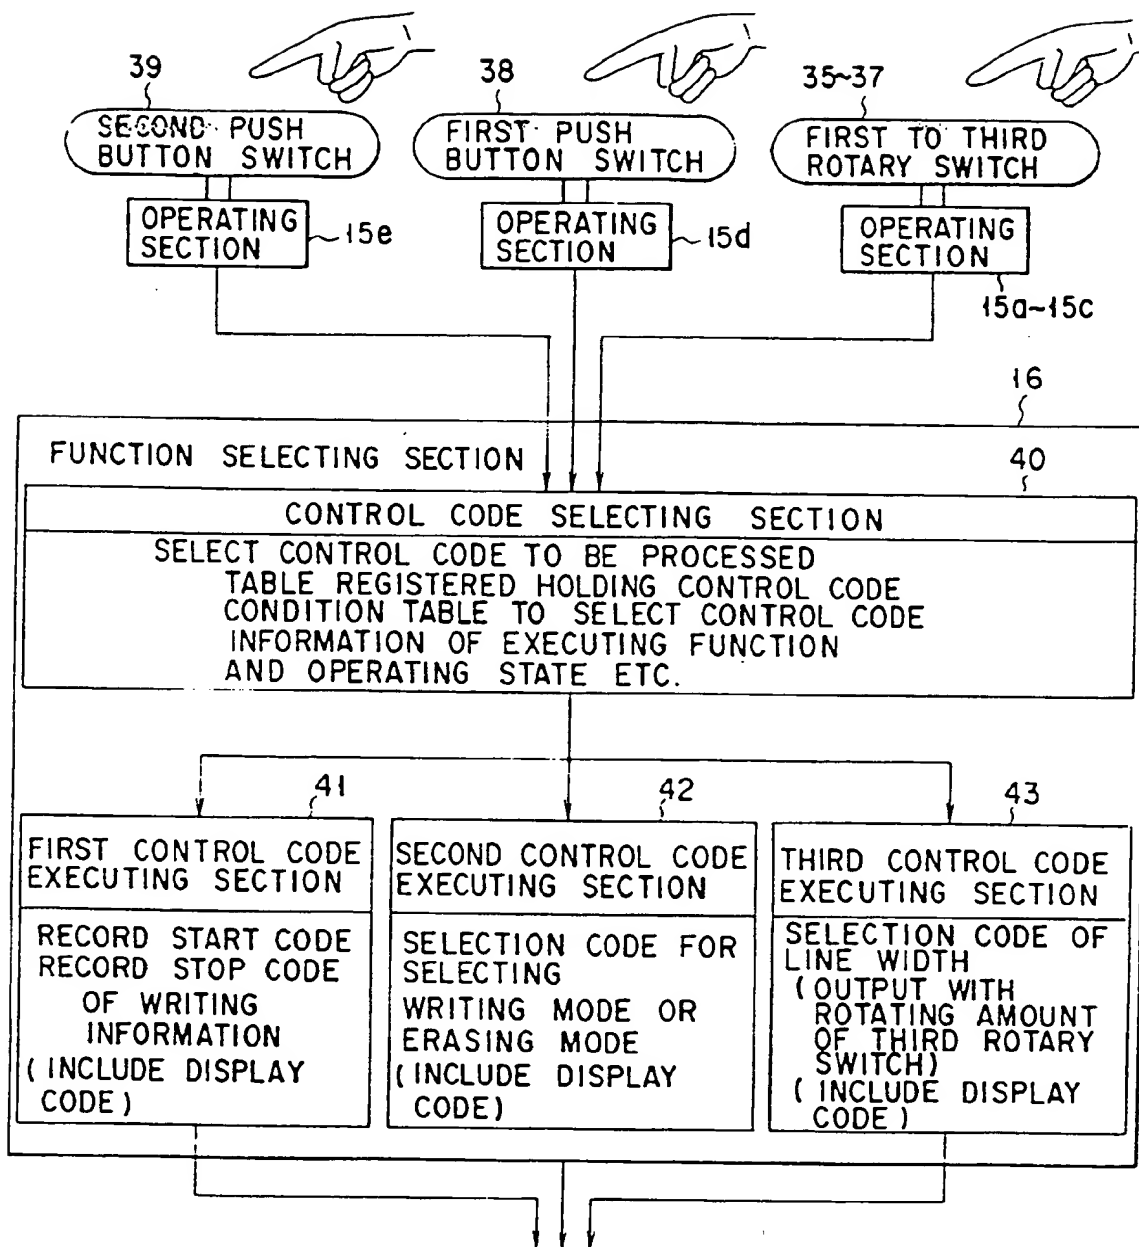 39
38
35~37
SECOND PUSH
BUTTON SWITCH
FIRST PUSH
BUTTON SWITCH
FIRST TO THIRD
ROTARY SWITCH
OPERATING
SECTION
15e
OPERATING
SECTION
15d
OPERATING
SECTION
15a~15c
16
FUNCTION SELECTING SECTION
40
CONTROL CODE SELECTING SECTION
SELECT CONTROL CODE TO BE PROCESSED
TABLE REGISTERED HOLDING CONTROL CODE
CONDITION TABLE TO SELECT CONTROL CODE
INFORMATION OF EXECUTING FUNCTION
AND OPERATING STATE ETC.
41
FIRST CONTROL CODE
EXECUTING SECTION
RECORD START CODE
RECORD STOP CODE
OF WRITING
INFORMATION
(INCLUDE DISPLAY
CODE)
42
SECOND CONTROL CODE
EXECUTING SECTION
SELECTION CODE FOR
SELECTING
WRITING MODE OR
ERASING MODE
(INCLUDE DISPLAY
CODE)
43
THIRD CONTROL CODE
EXECUTING SECTION
SELECTION CODE OF
LINE WIDTH
(OUTPUT WITH
ROTATING AMOUNT
OF THIRD ROTARY
SWITCH)
(INCLUDE DISPLAY
CODE)